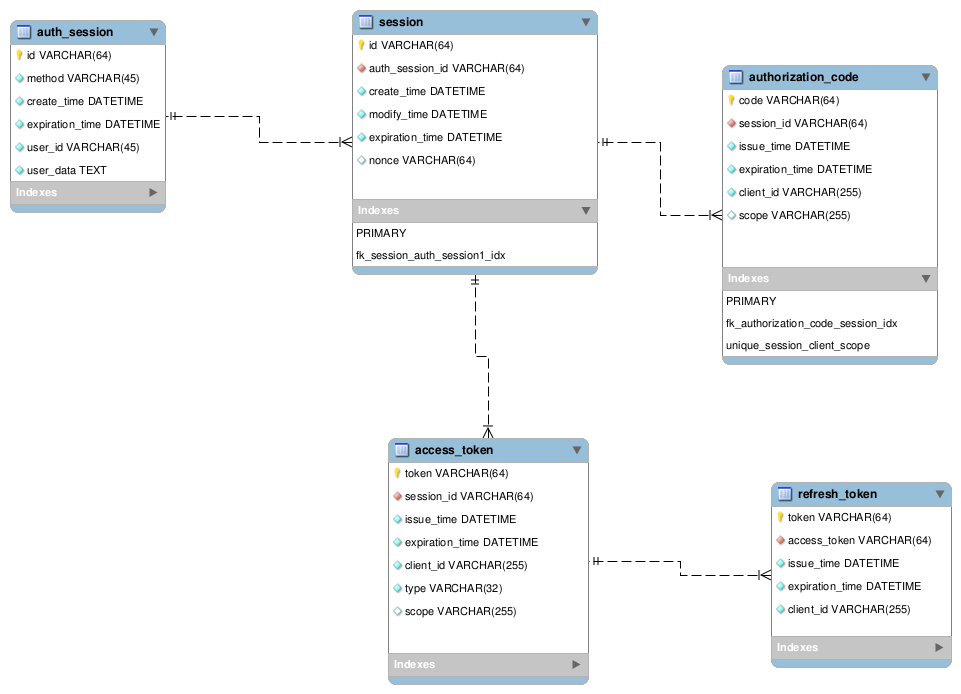 auth_session
id VARCHAR(64)
method VARCHAR(45)
create_time DATETIME
expiration_time DATETIME
user_id VARCHAR(45)
user_data TEXT
Indexes
session
id VARCHAR(64)
auth_session_id VARCHAR(64)
create_time DATETIME
modify_time DATETIME
expiration_time DATETIME
nonce VARCHAR(64)
Indexes
PRIMARY
fk_session_auth_session1_idx
authorization_code
code VARCHAR(64)
session_id VARCHAR(64)
issue_time DATETIME
expiration_time DATETIME
client_id VARCHAR(255)
scope VARCHAR(255)
Indexes
PRIMARY
fk_authorization_code_session_idx
unique_session_client_scope
access_token
token VARCHAR(64)
session_id VARCHAR(64)
issue_time DATETIME
expiration_time DATETIME
client_id VARCHAR(255)
type VARCHAR(32)
scope VARCHAR(255)
Indexes
refresh_token
token VARCHAR(64)
access_token VARCHAR(64)
issue_time DATETIME
expiration_time DATETIME
client_id VARCHAR(255)
Indexes